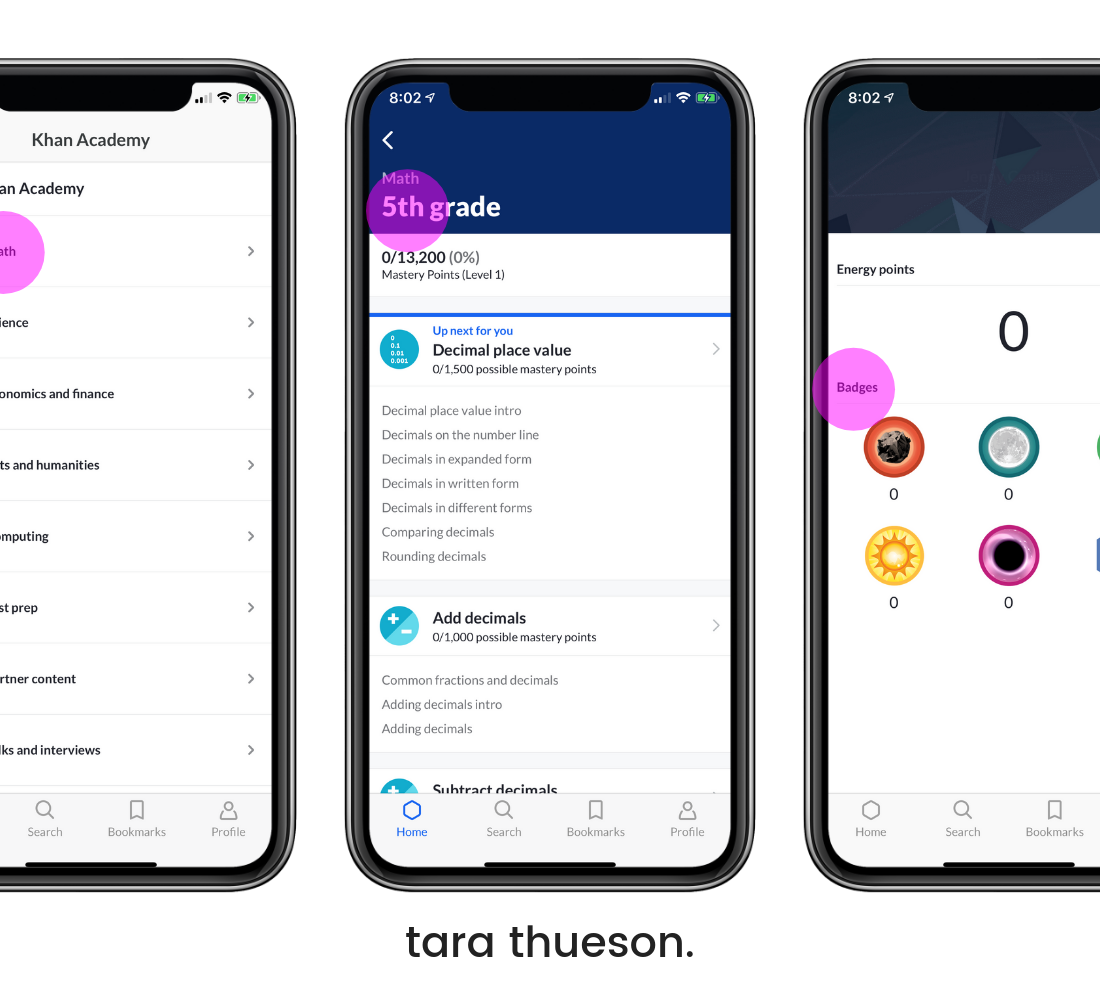 Khan Academy
an Academy
ath
ience
onomics and finance
ts and humanities
mputing
st prep
rtner content
lks and interviews
Search
Bookmarks
Profile
8:02
Math
5th grade
0/13,200 (0%)
Mastery Points (Level 1)
0
0.1
0.01
0.001
Up next for you
Decimal place value
0/1,500 possible mastery points
Decimal place value intro
Decimals on the number line
Decimals in expanded form
Decimals in written form
Decimals in different forms
Comparing decimals
Rounding decimals
Add decimals
0/1,000 possible mastery points
Common fractions and decimals
Adding decimals intro
Adding decimals
Subtract decimals
Home
Search
Bookmarks
Profile
8:02
Energy points
0
Badges
0
0
0
0
Home
Search
Bookmarks
tara thueson.